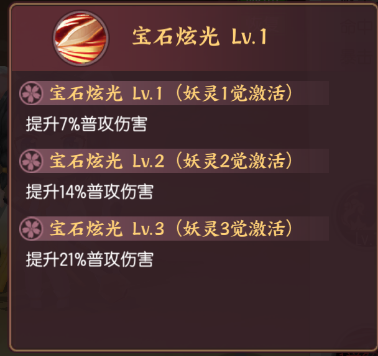 宝石炫光 Lv.1
宝石炫光 Lv.1（妖灵1觉激活）
提升7%普攻伤害
宝石炫光 Lv.2（妖灵2觉激活）
提升14%普攻伤害
宝石炫光 Lv.3（妖灵3觉激活）
提升21%普攻伤害